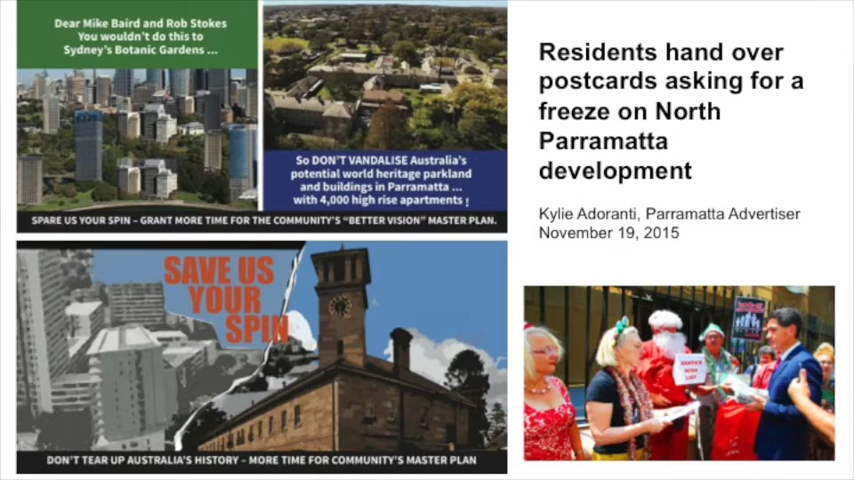 Dear Mike Baird and Rob Stokes
You wouldn't do this to
Sydney's Botanic Gardens ...
So DON'T VANDALISE Australia's
potential world heritage parkland
and buildings in Parramatta ...
with 4,000 high rise apartments !
SPARE US YOUR SPIN – GRANT MORE TIME FOR THE COMMUNITY'S "BETTER VISION" MASTER PLAN.
SAVE US
YOUR
SPIN
DON'T TEAR UP AUSTRALIA'S HISTORY – MORE TIME FOR COMMUNITY'S MASTER PLAN
Residents hand over
postcards asking for a
freeze on North
Parramatta
development
Kylie Adoranti, Parramatta Advertiser
November 19, 2015
SANTA'S
WISH
LIST